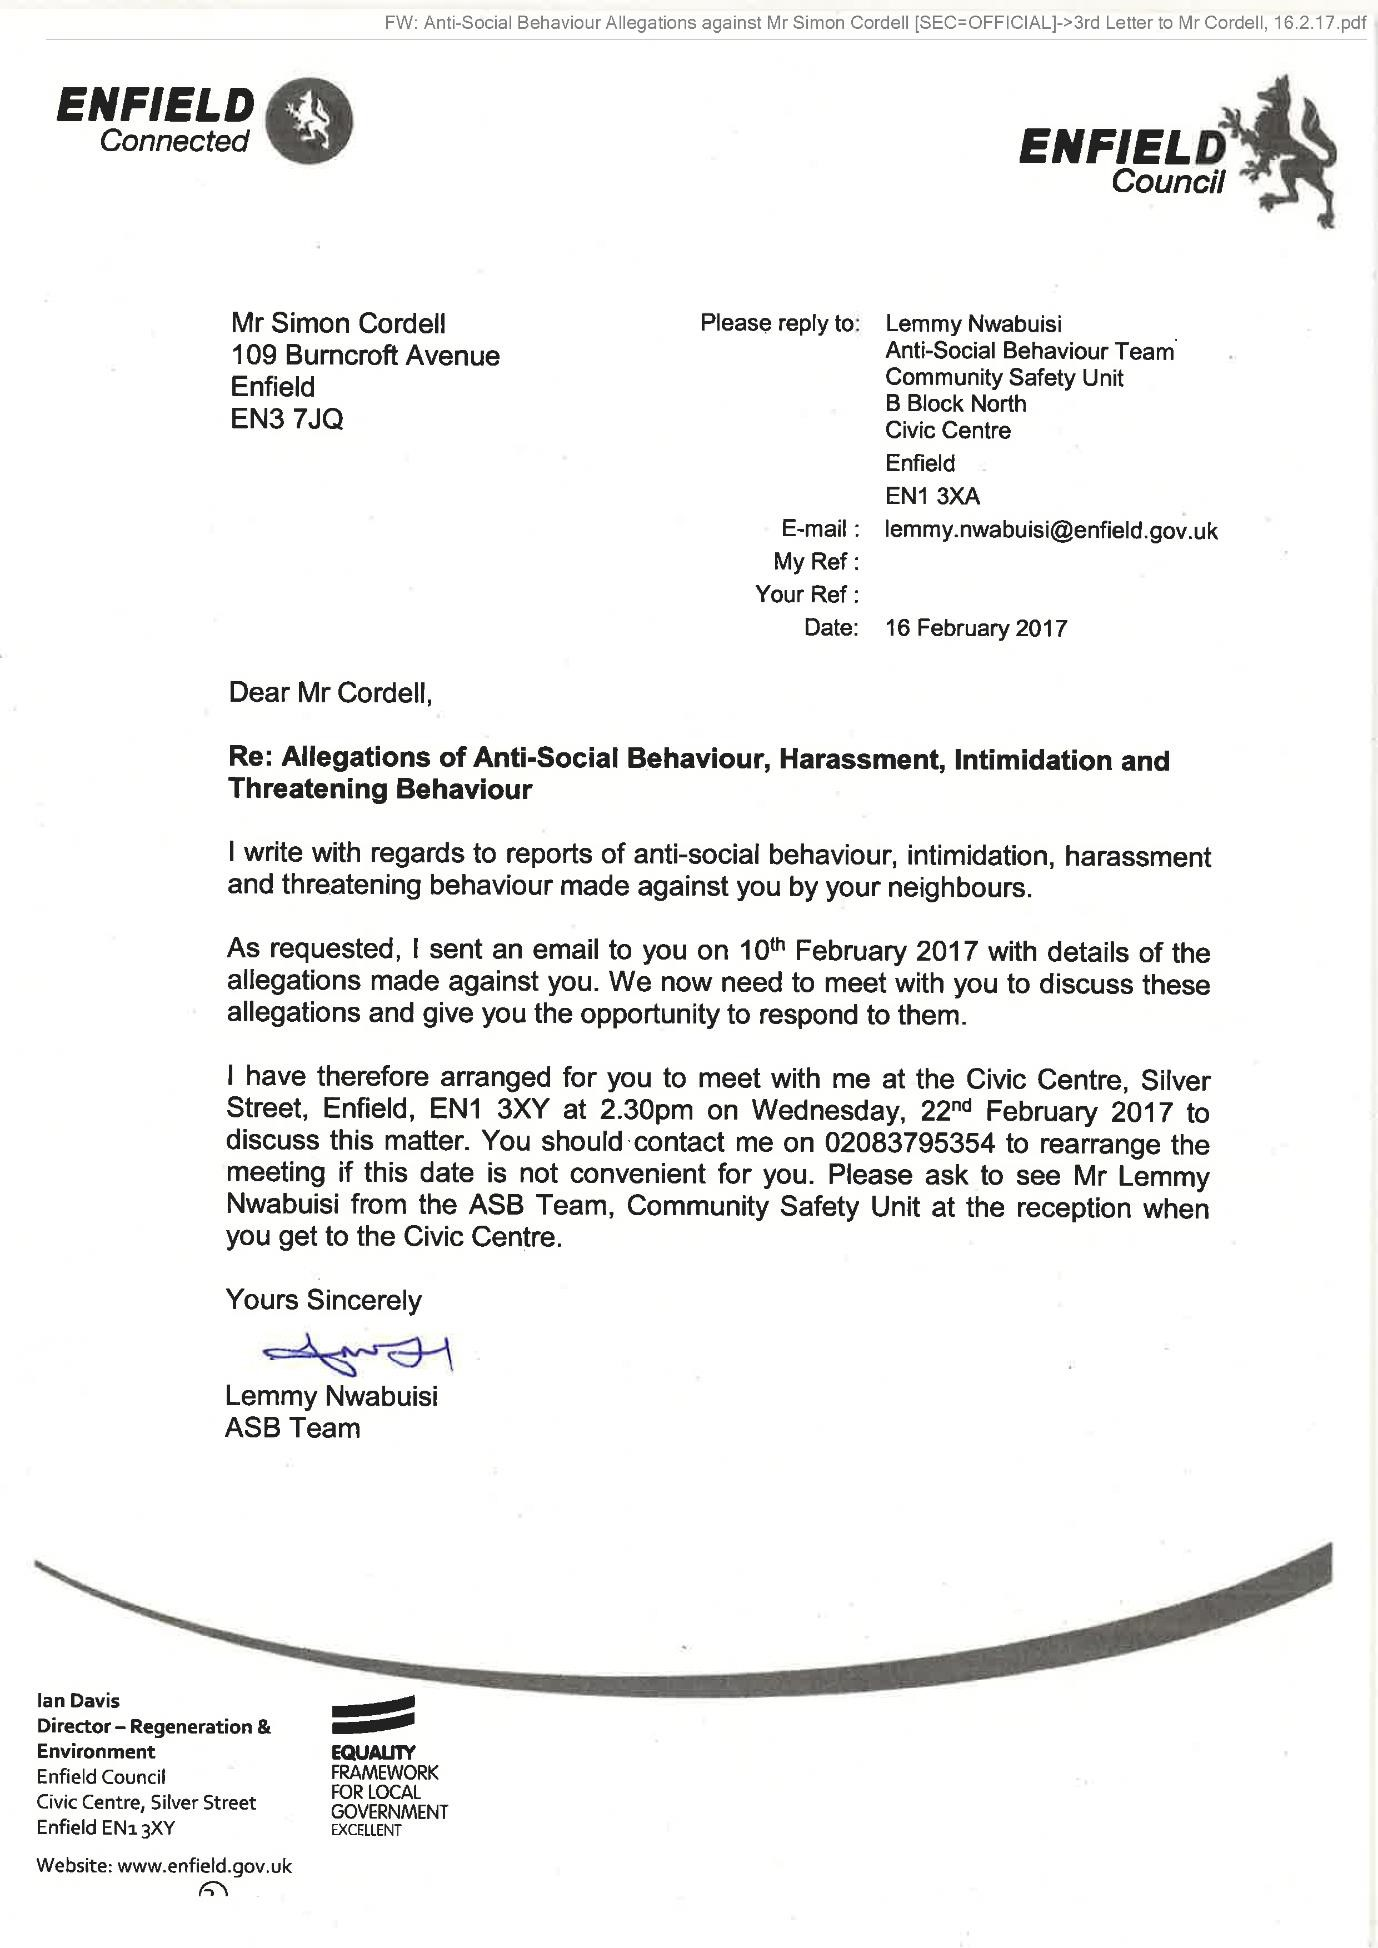 FW: Anti-Social Behaviour Allegations against Mr Simon Cordell [SEC=OFFICIAL]->3rd Letter to Mr Cordell, 16.2.17.pdf
ENFIELD
Connected
ENFIELD
Council
Mr Simon Cordell
109 Burncroft Avenue
Enfield
EN3 7JQ
Please reply to: Lemmy Nwabuisi
Anti-Social Behaviour Team
Community Safety Unit
B Block North
Civic Centre
Enfield
EN1 3XA
E-mail : lemmy.nwabuisi@enfield.gov.uk
My Ref :
Your Ref :
Date: 16 February 2017
Dear Mr Cordell,
Re: Allegations of Anti-Social Behaviour, Harassment, Intimidation and
Threatening Behaviour
I write with regards to reports of anti-social behaviour, intimidation, harassment
and threatening behaviour made against you by your neighbours.
As requested, I sent an email to you on 10th February 2017 with details of the
allegations made against you. We now need to meet with you to discuss these
allegations and give you the opportunity to respond to them.
I have therefore arranged for you to meet with me at the Civic Centre, Silver
Street, Enfield, EN1 3XY at 2.30pm on Wednesday, 22nd February 2017 to
discuss this matter. You should contact me on 02083795354 to rearrange the
meeting if this date is not convenient for you. Please ask to see Mr Lemmy
Nwabuisi from the ASB Team, Community Safety Unit at the reception when
you get to the Civic Centre.
Yours Sincerely
Lemmy Nwabuisi
ASB Team
Ian Davis
Director – Regeneration &
Environment
Enfield Council
Civic Centre, Silver Street
Enfield EN1 3XY
Website: www.enfield.gov.uk
EQUALITY
FRAMEWORK
FOR LOCAL
GOVERNMENT
EXCELLENT